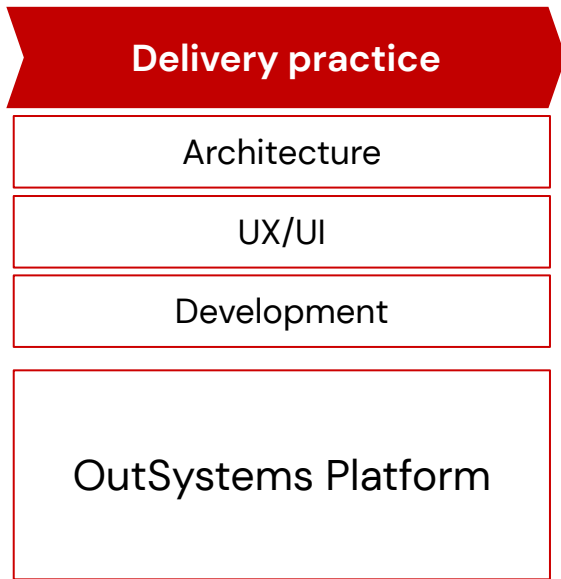 Delivery practice
Architecture
UX/UI
Development
OutSystems Platform